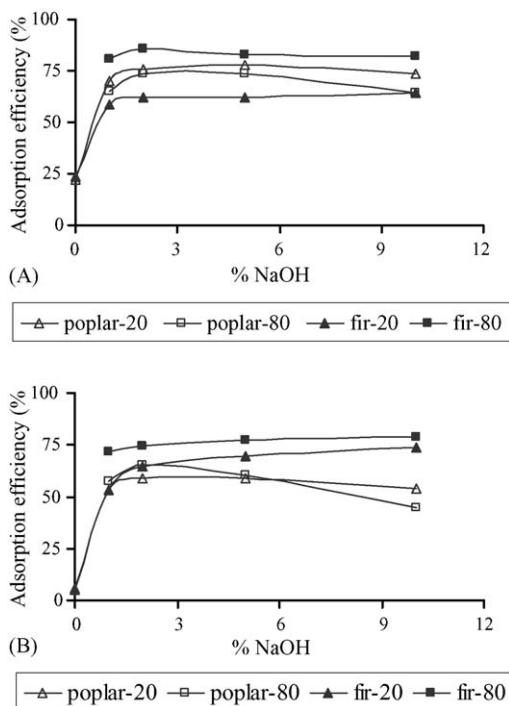 100
75
50
25
0
Adsorption efficiency (%
0 3 6 9 12
(A)
% NaOH
poplar-20 poplar-80 fir-20 fir-80
100
75
50
25
0
Adsorption efficiency (%
0 3 6 9 12
(B)
% NaOH
poplar-20 poplar-80 fir-20 fir-80